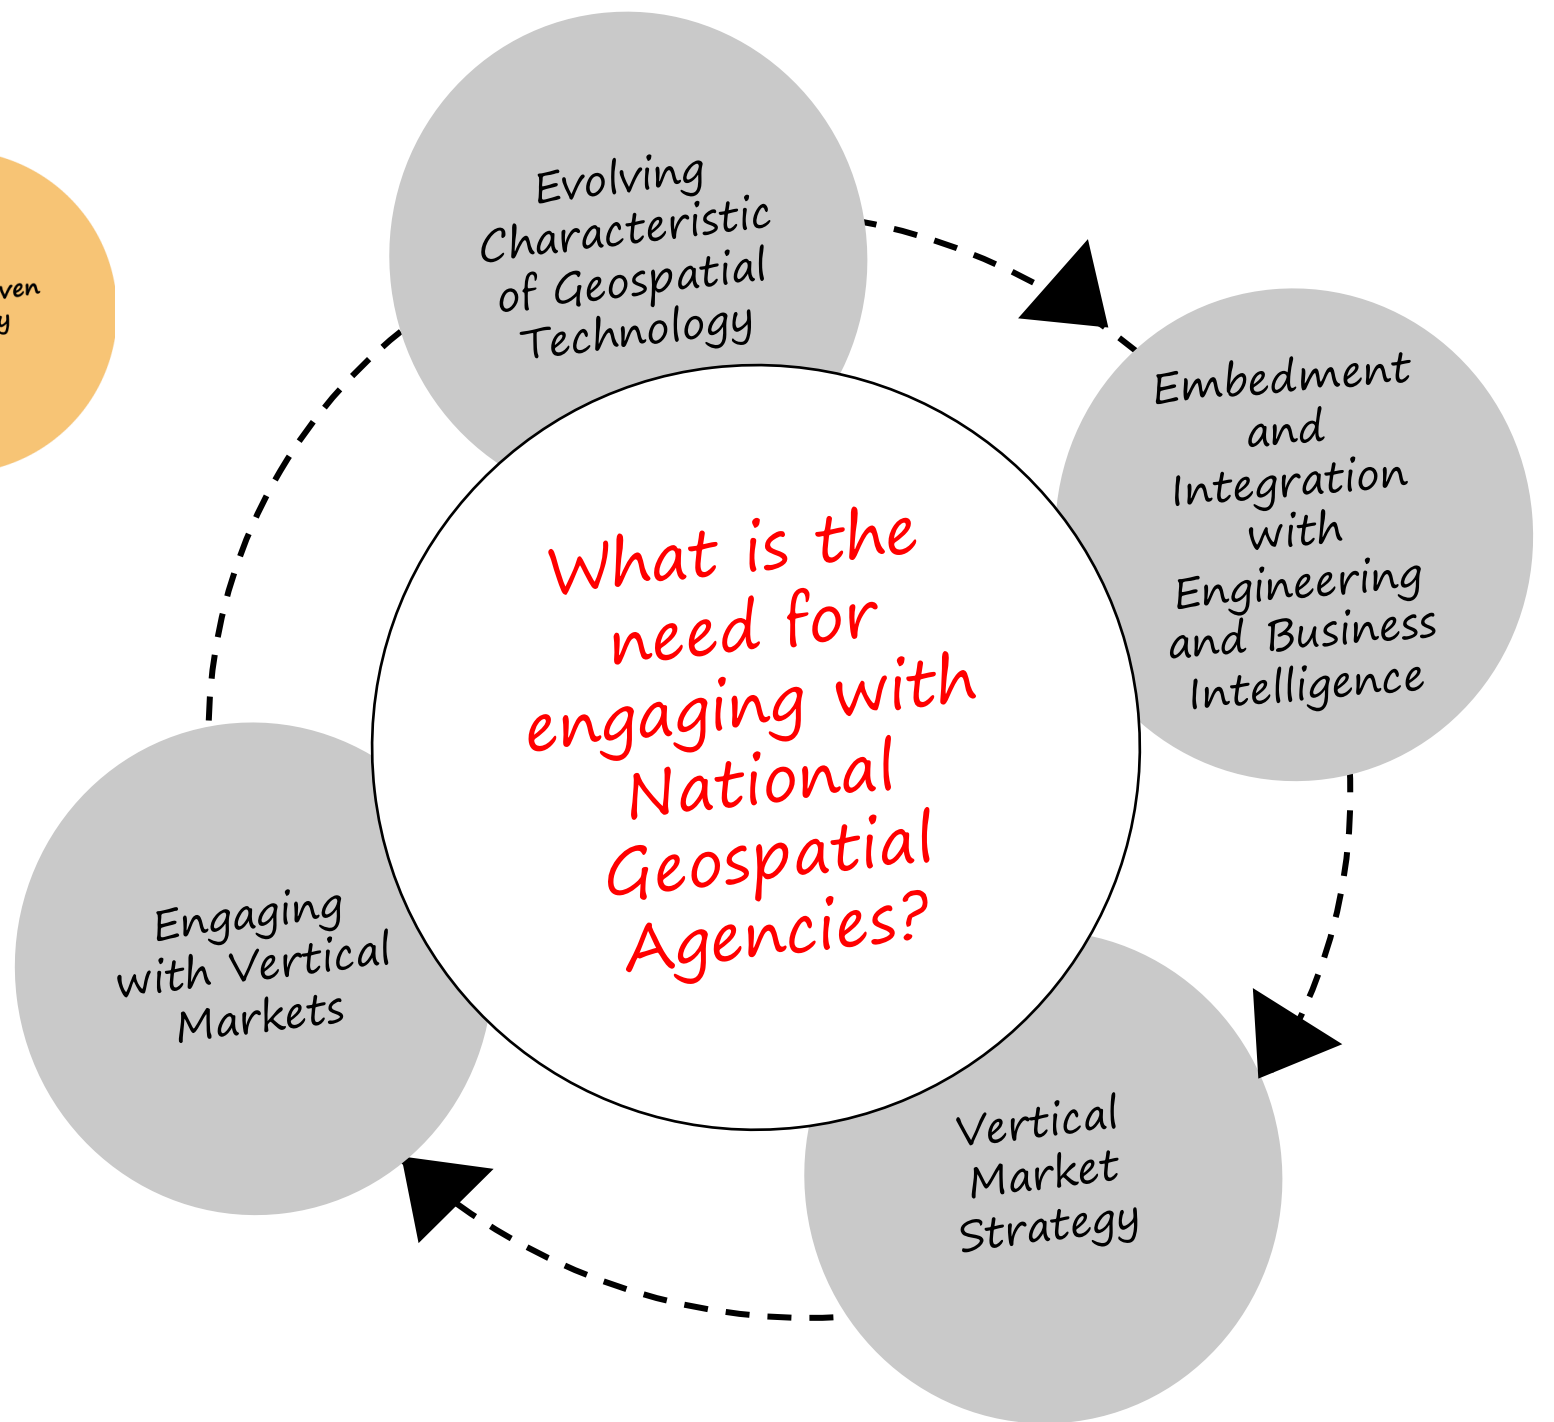 Evolving
Characteristic
of Geospatial
Technology
Embedment
and
Integration
with
Engineering
and Business
Intelligence
What is the
need for
engaging with
National
Geospatial
Agencies?
Engaging
with Vertical
Markets
Vertical
Market
Strategy